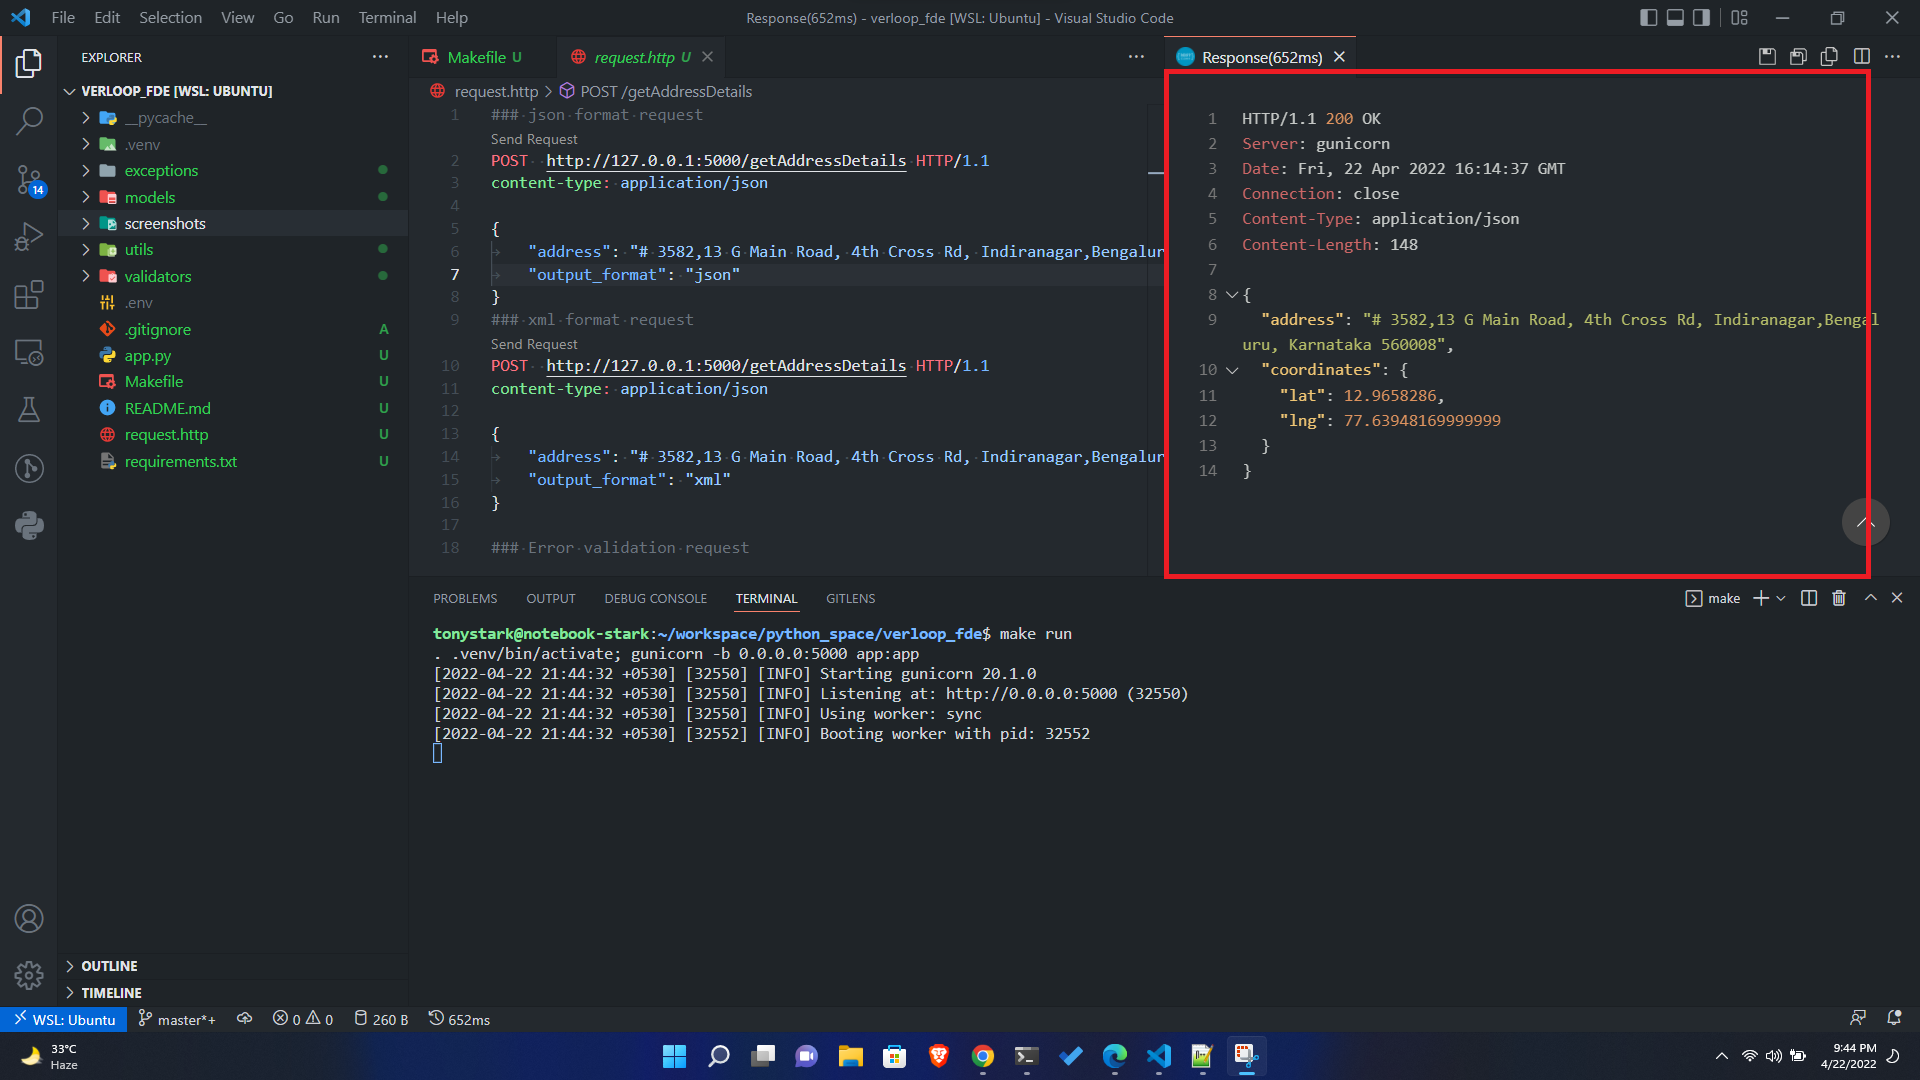 File Edit Selection View Go Run Terminal Help
Response(652ms) - verloop_fde [WSL: Ubuntu] - Visual Studio Code
EXPLORER
VERLOOP_FDE [WSL: UBUNTU]
__pycache__
.venv
exceptions
models
screenshots
utils
validators
.env
.gitignore A
app.py U
Makefile U
README.md U
request.http U
requirements.txt U
14
OUTLINE
TIMELINE
Makefile U
request.http U
request.http > POST /getAddressDetails
1 ### json format request
Send Request
2 POST http://127.0.0.1:5000/getAddressDetails HTTP/1.1
3 content-type: application/json
4
5 {
6 "address": "# 3582,13 G Main Road, 4th Cross Rd, Indiranagar,Bengalur
7 "output_format": "json"
8 }
9 ### xml format request
Send Request
10 POST http://127.0.0.1:5000/getAddressDetails HTTP/1.1
11 content-type: application/json
12
13 {
14 "address": "# 3582,13 G Main Road, 4th Cross Rd, Indiranagar,Bengalur
15 "output_format": "xml"
16 }
17
18 ### Error validation request
Response(652ms)
1 HTTP/1.1 200 OK
2 Server: gunicorn
3 Date: Fri, 22 Apr 2022 16:14:37 GMT
4 Connection: close
5 Content-Type: application/json
6 Content-Length: 148
7
8 {
9 "address": "# 3582,13 G Main Road, 4th Cross Rd, Indiranagar,Bengal
uru, Karnataka 560008",
10 "coordinates": {
11 "lat": 12.9658286,
12 "lng": 77.63948169999999
13 }
14 }
PROBLEMS OUTPUT DEBUG CONSOLE TERMINAL GITLENS
make
tonystark@notebook-stark:~/workspace/python_space/verloop_fde$ make run
. .venv/bin/activate; gunicorn -b 0.0.0.0:5000 app:app
[2022-04-22 21:44:32 +0530] [32550] [INFO] Starting gunicorn 20.1.0
[2022-04-22 21:44:32 +0530] [32550] [INFO] Listening at: http://0.0.0.0:5000 (32550)
[2022-04-22 21:44:32 +0530] [32550] [INFO] Using worker: sync
[2022-04-22 21:44:32 +0530] [32552] [INFO] Booting worker with pid: 32552
WSL: Ubuntu master*+ 0 0 260 B 652ms
33°C
Haze
9:44 PM
4/22/2022